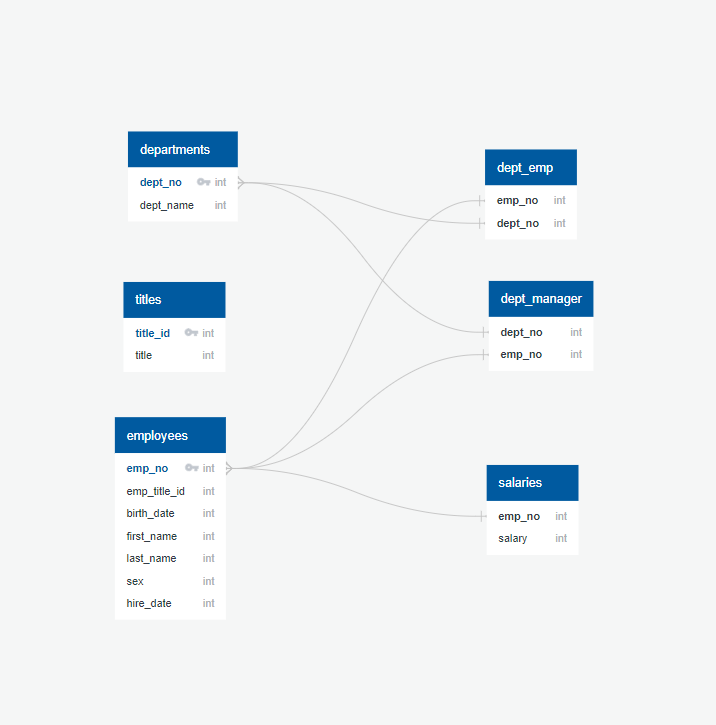 departments
dept_no int
dept_name int
titles
title_id int
title int
employees
emp_no int
emp_title_id int
birth_date int
first_name int
last_name int
sex int
hire_date int
dept_emp
emp_no int
dept_no int
dept_manager
dept_no int
emp_no int
salaries
emp_no int
salary int